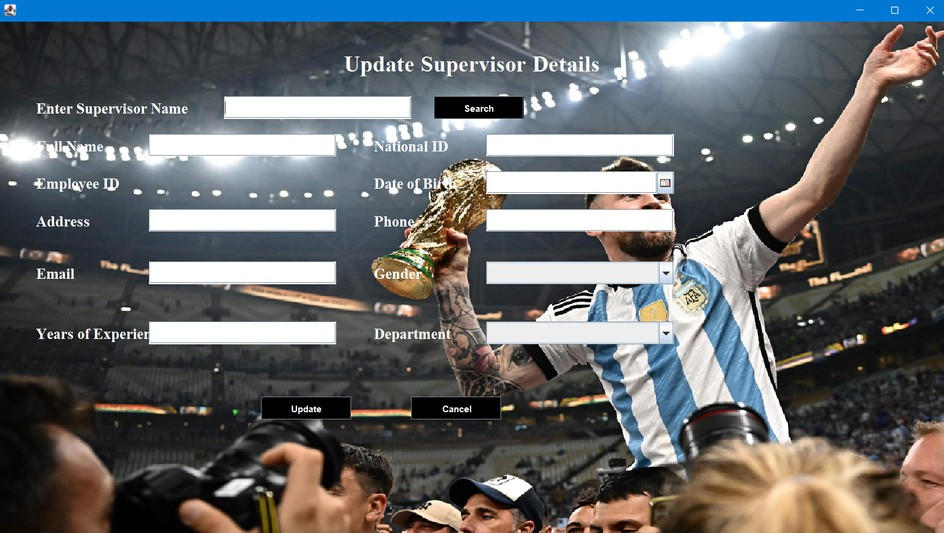 Update Supervisor Details
Enter Supervisor Name
Search
Full Name
National ID
Employee ID
Date of Birth
Address
Phone
Email
Gender
Years of Experien
Department
Update
Cancel